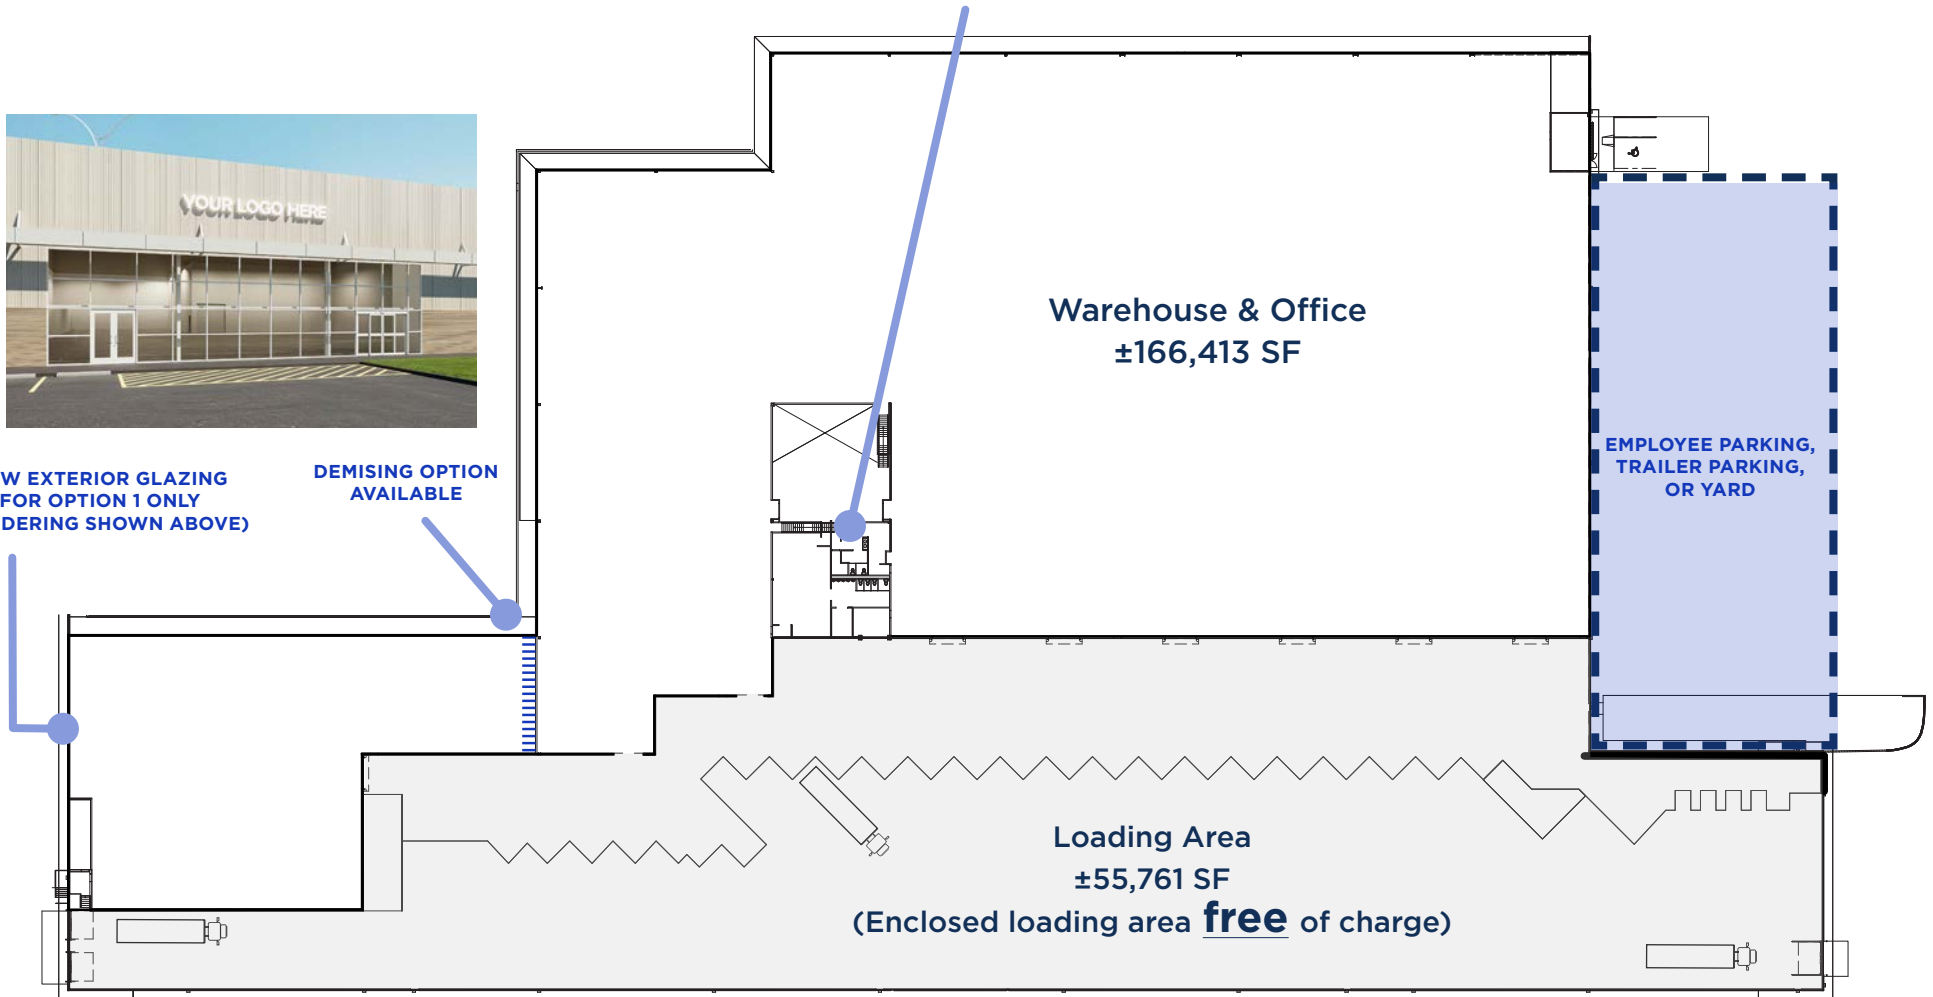 YOUR LOGO HERE
Warehouse & Office
±166,413 SF
W EXTERIOR GLAZING
FOR OPTION 1 ONLY
DERING SHOWN ABOVE)
DEMISING OPTION
AVAILABLE
EMPLOYEE PARKING,
TRAILER PARKING,
OR YARD
Loading Area
±55,761 SF
(Enclosed loading area free of charge)